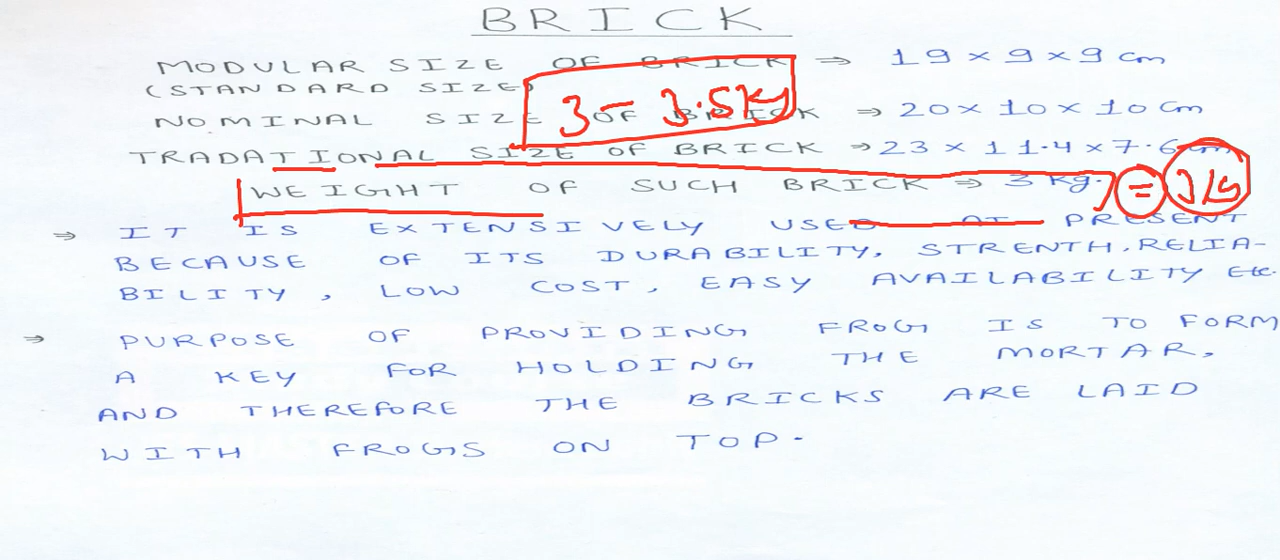 BRICK
MODULAR SIZE OF BRICK ⇒ 19 × 9 × 9 cm
(STANDARD SIZE)
3 - 3.5 kg
NOMINAL SIZE OF BRICK ⇒ 20 × 10 × 10 cm
TRADATIONAL SIZE OF BRICK ⇒ 23 × 11.4 × 7.6 cm
WEIGHT OF SUCH BRICK ⇒ 3 kg. =
⇒ IT IS EXTENSIVELY USED AT PRESENT
BECAUSE OF ITS DURABILITY, STRENTH, RELIA-
BILITY, LOW COST, EASY AVAILABILITY Etc.
⇒ PURPOSE OF PROVIDING FROG IS TO FORM
A KEY FOR HOLDING THE MORTAR,
AND THEREFORE THE BRICKS ARE LAID
WITH FROGS ON TOP.